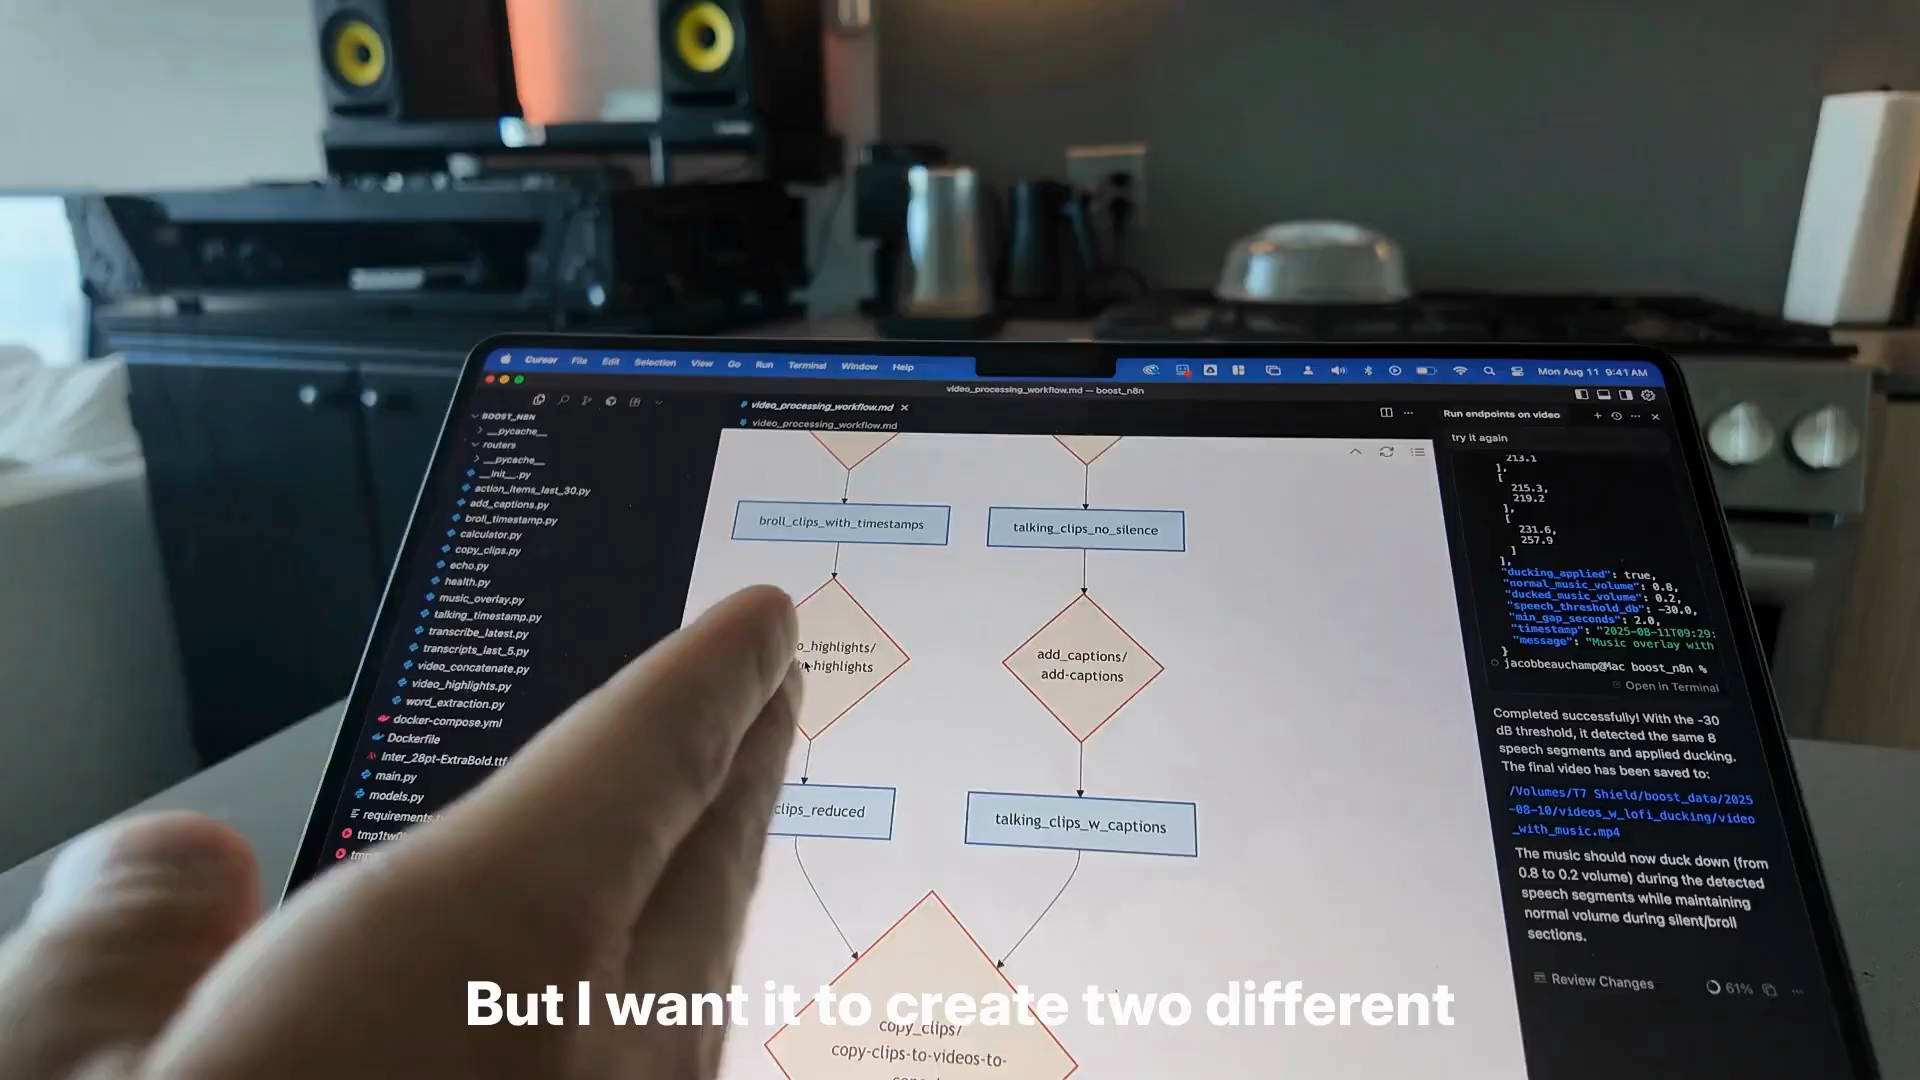 Cursor File Edit Selection View Go Run Terminal Window Help
Mon Aug 11 9:41 AM
video_processing_workflow.md — boost_n8n
BOOST_N8N
__pycache__
routers
__pycache__
__init__.py
action_items_last_30.py
add_captions.py
broll_timestamp.py
calculator.py
copy_clips.py
echo.py
health.py
music_overlay.py
talking_timestamp.py
transcribe_latest.py
transcripts_last_5.py
video_concatenate.py
video_highlights.py
word_extraction.py
docker-compose.yml
Dockerfile
Inter_28pt-ExtraBold.ttf
main.py
models.py
video_processing_workflow.md
video_processing_workflow.md
broll_clips_with_timestamps
talking_clips_no_silence
o_highlights/
highlights
add_captions/
add-captions
clips_reduced
talking_clips_w_captions
copy_clips/
copy-clips-to-videos-to-
Run endpoints on video
try it again
213.1
],
[
215.3,
219.2
],
[
231.6,
257.9
]
],
"ducking_applied": true,
"normal_music_volume": 0.8,
"ducked_music_volume": 0.2,
"speech_threshold_db": -30.0,
"min_gap_seconds": 2.0,
"timestamp": "2025-08-11T09:29:
"message": "Music overlay with
}
jacobbeauchamp@Mac boost_n8n %
Open in Terminal
Completed successfully! With the -30
dB threshold, it detected the same 8
speech segments and applied ducking.
The final video has been saved to:
/Volumes/T7 Shield/boost_data/2025
-08-10/videos_w_lofi_ducking/video
_with_music.mp4
The music should now duck down (from
0.8 to 0.2 volume) during the detected
speech segments while maintaining
normal volume during silent/broll
sections.
Review Changes
61%
But I want it to create two different